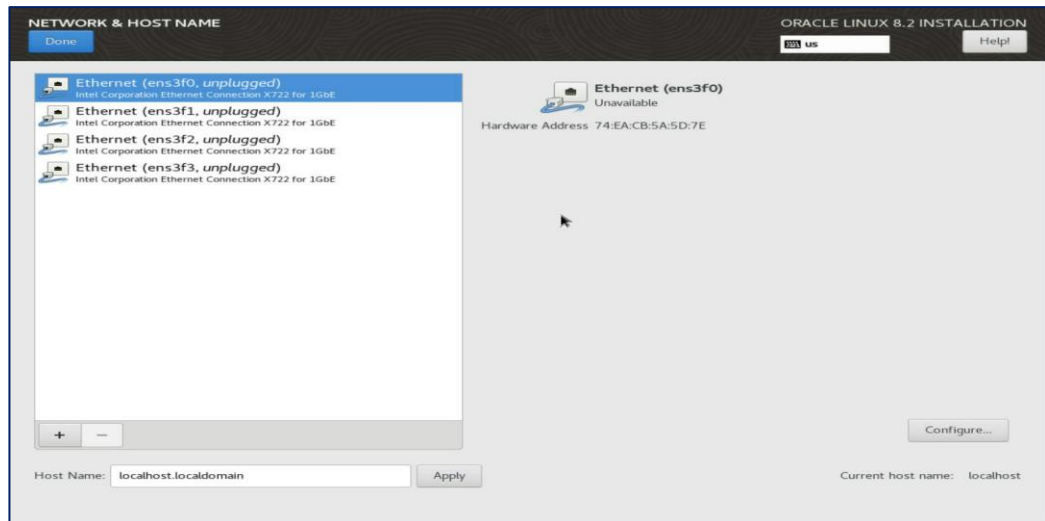 NETWORK & HOST NAME
Done
ORACLE LINUX 8.2 INSTALLATION
us
Help!
Ethernet (ens3f0, unplugged)
Intel Corporation Ethernet Connection X722 for 1GbE
Ethernet (ens3f1, unplugged)
Intel Corporation Ethernet Connection X722 for 1GbE
Ethernet (ens3f2, unplugged)
Intel Corporation Ethernet Connection X722 for 1GbE
Ethernet (ens3f3, unplugged)
Intel Corporation Ethernet Connection X722 for 1GbE
Ethernet (ens3f0)
Unavailable
Hardware Address 74:EA:CB:5A:5D:7E
+ −
Configure...
Host Name: localhost.localdomain Apply
Current host name: localhost